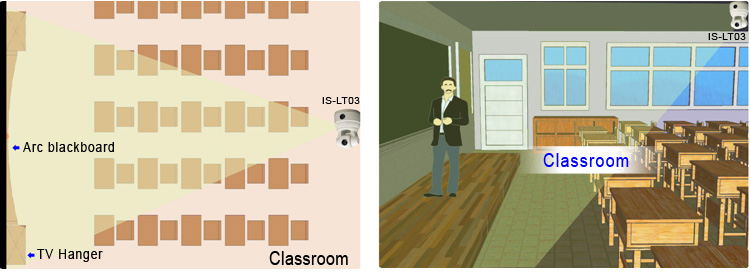 IS-LT03
Arc blackboard
TV Hanger
Classroom
IS-LT03
Classroom